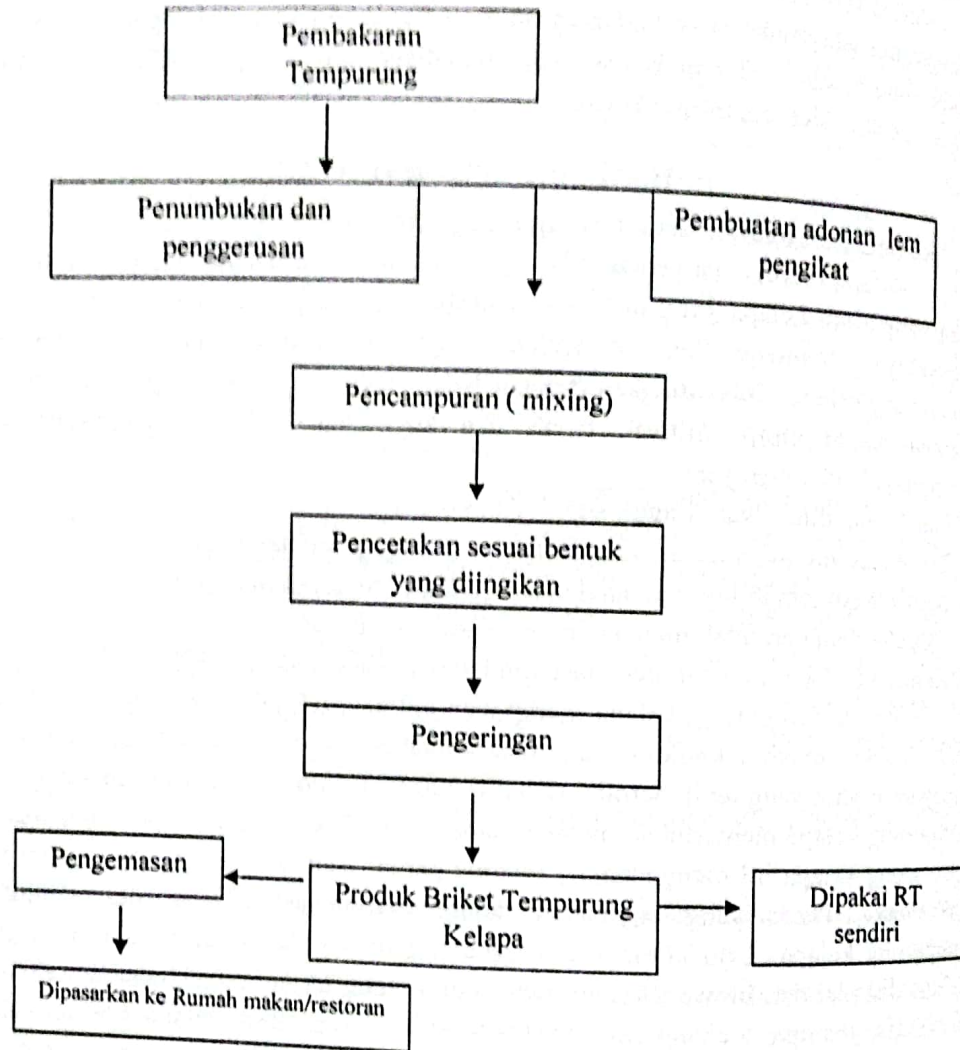 Pembakaran
Tempurung
Penumbukan dan
penggerusan
Pembuatan adonan lem
pengikat
Pencampuran ( mixing)
Pencetakan sesuai bentuk
yang diingikan
Pengeringan
Pengemasan
Produk Briket Tempurung
Kelapa
Dipakai RT
sendiri
Dipasarkan ke Rumah makan/restoran